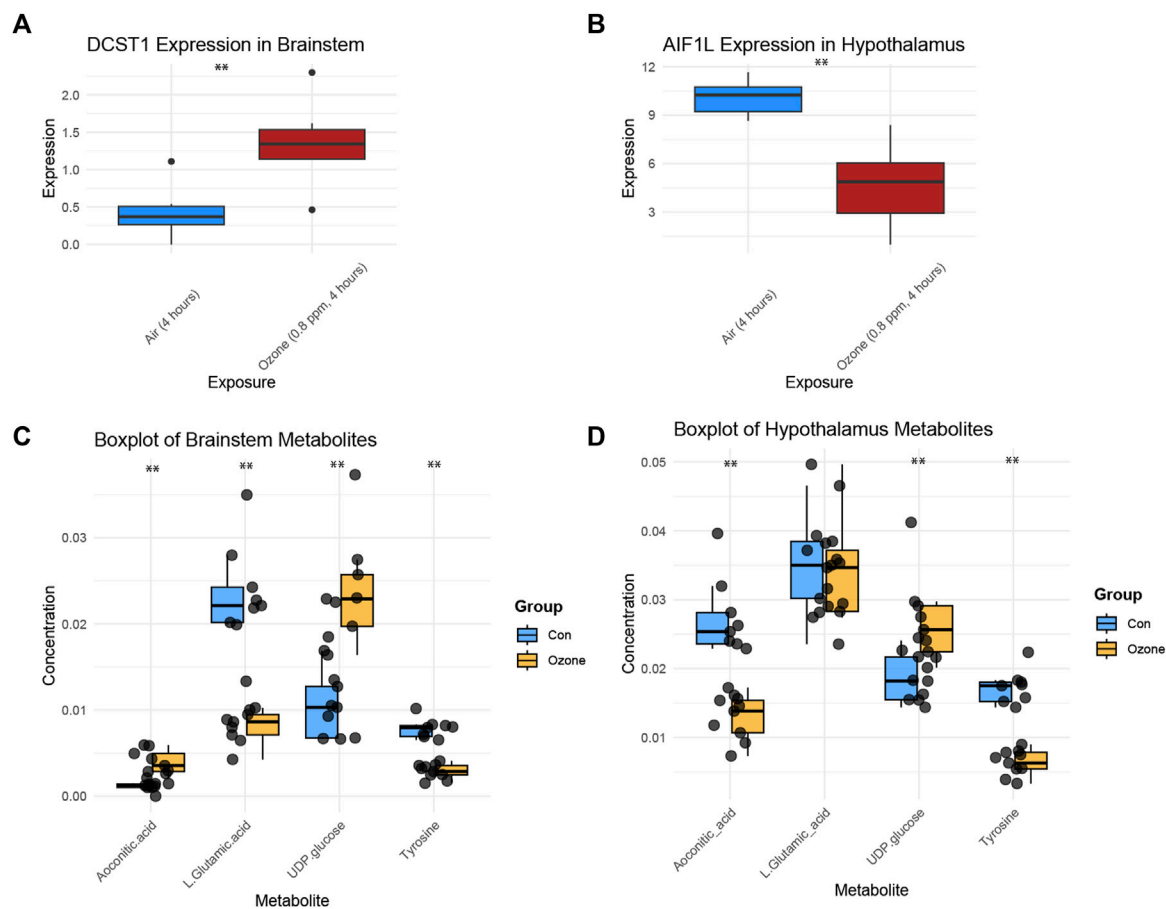 A
DCST1 Expression in Brainstem
**
2.0
1.5
1.0
0.5
0.0
Expression
Air (4 hours)
Ozone (0.8 ppm, 4 hours)
Exposure
B
AIF1L Expression in Hypothalamus
**
12
9
6
3
Expression
Air (4 hours)
Ozone (0.8 ppm, 4 hours)
Exposure
C
Boxplot of Brainstem Metabolites
** ** ** **
0.03
0.02
0.01
0.00
Concentration
Aoconitic.acid
L.Glutamic.acid
UDP.glucose
Tyrosine
Metabolite
Group
Con
Ozone
D
Boxplot of Hypothalamus Metabolites
** ** **
0.05
0.04
0.03
0.02
0.01
Concentration
Aoconitic_acid
L.Glutamic_acid
UDP.glucose
Tyrosine
Metabolite
Group
Con
Ozone